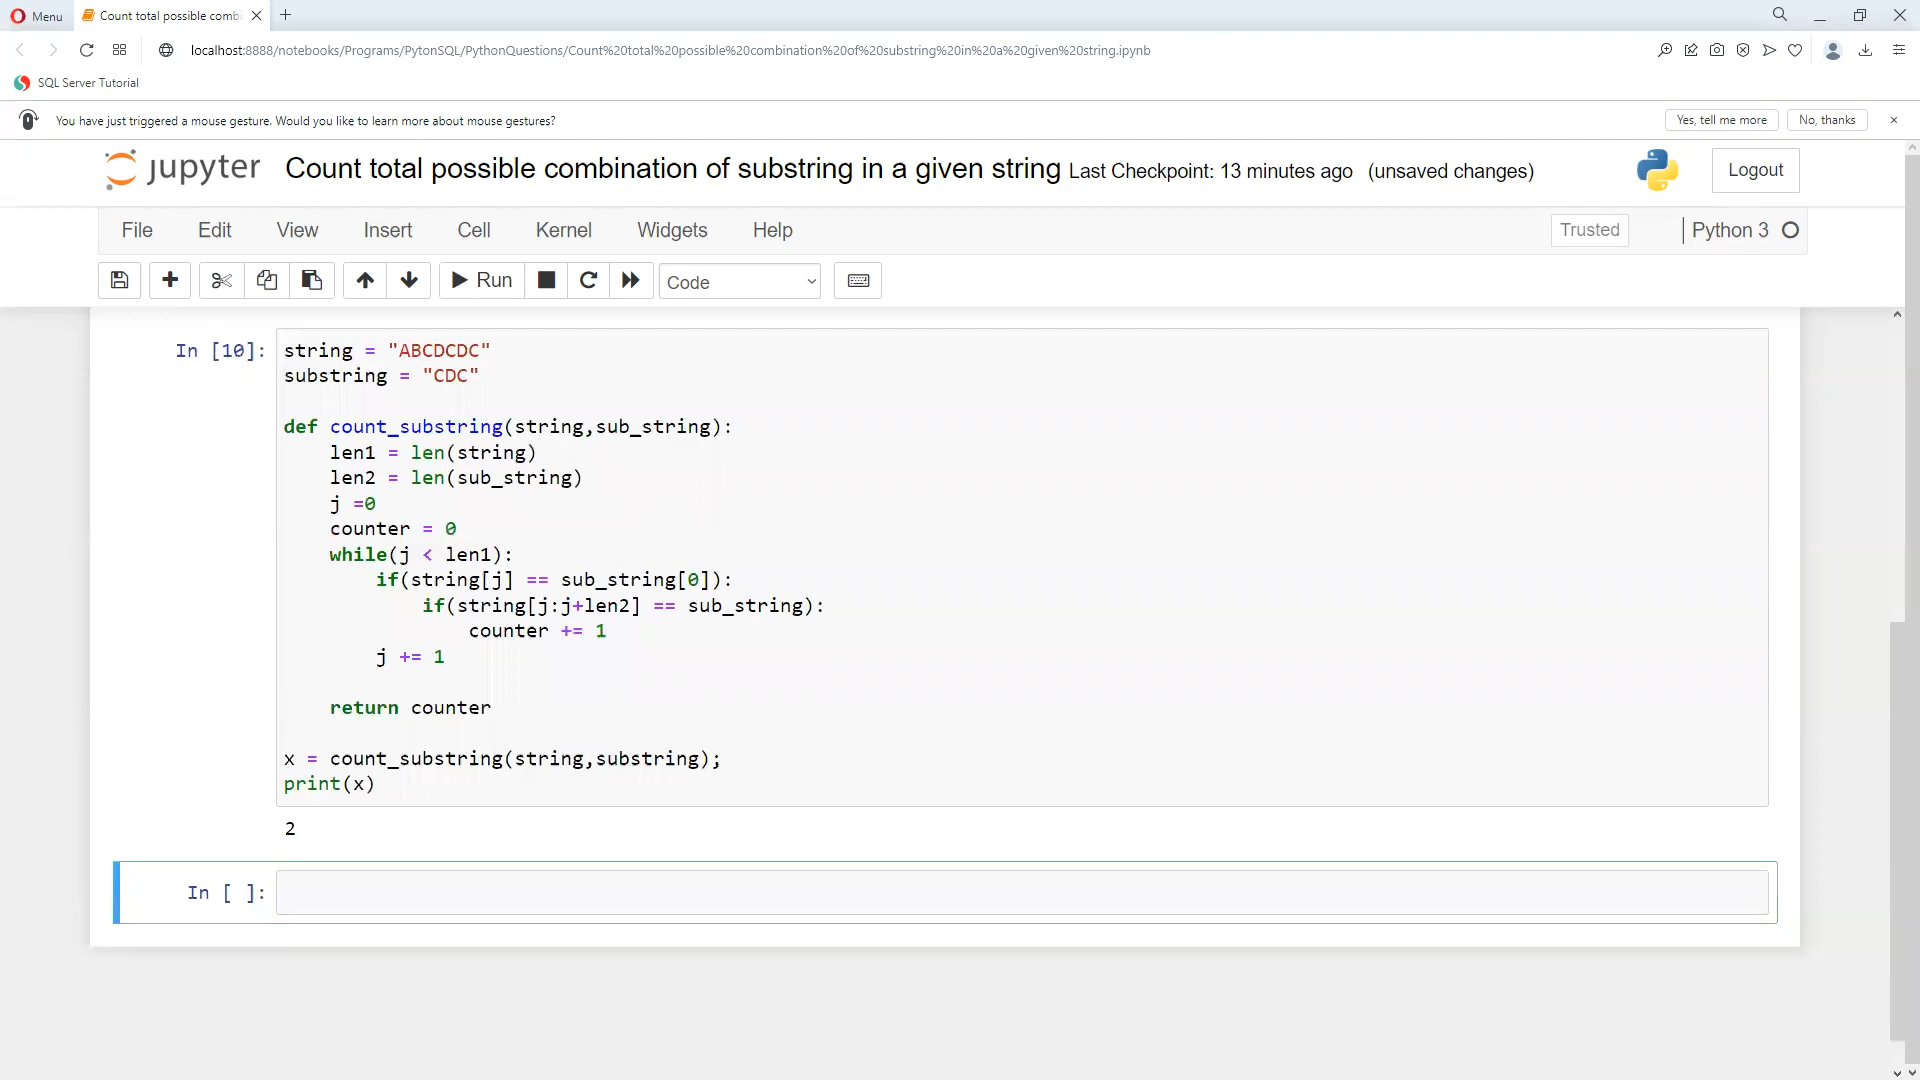 Menu
Count total possible comb
localhost:8888/notebooks/Programs/PytonSQL/PythonQuestions/Count%20total%20possible%20combination%20of%20substring%20in%20a%20given%20string.ipynb
SQL Server Tutorial
You have just triggered a mouse gesture. Would you like to learn more about mouse gestures?
Yes, tell me more
No, thanks
jupyter Count total possible combination of substring in a given string Last Checkpoint: 13 minutes ago (unsaved changes)
Logout
File Edit View Insert Cell Kernel Widgets Help
Trusted
Python 3
Run
Code
In [10]:
string = "ABCDCDC"
substring = "CDC"
def count_substring(string,sub_string):
    len1 = len(string)
    len2 = len(sub_string)
    j =0
    counter = 0
    while(j < len1):
        if(string[j] == sub_string[0]):
            if(string[j:j+len2] == sub_string):
                counter += 1
        j += 1
    return counter
x = count_substring(string,substring);
print(x)
2
In [ ]: